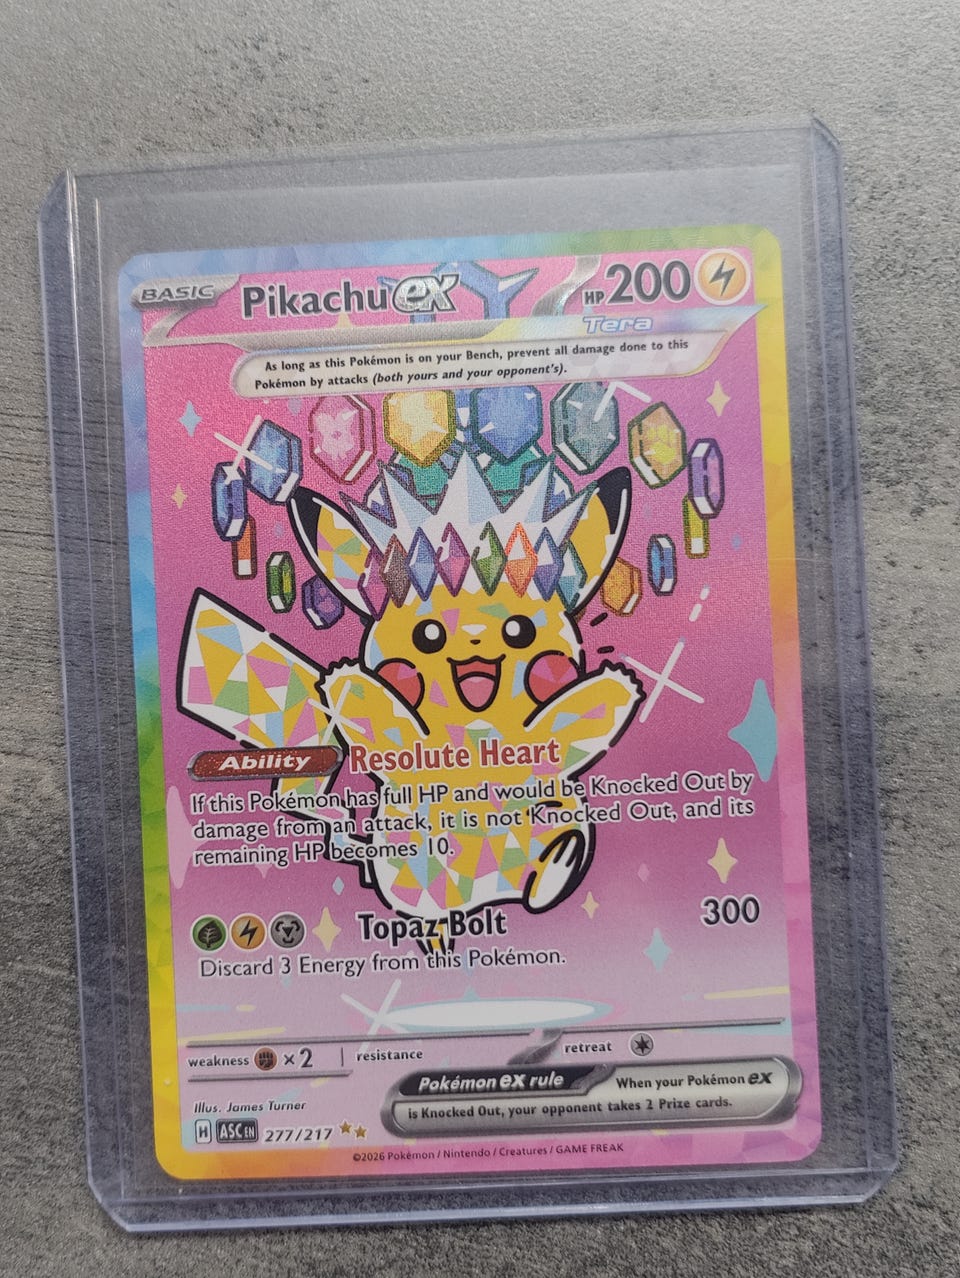 BASIC Pikachu ex HP 200
Tera
As long as this Pokémon is on your Bench, prevent all damage done to this
Pokémon by attacks (both yours and your opponent's).
Ability Resolute Heart
If this Pokémon has full HP and would be Knocked Out by
damage from an attack, it is not Knocked Out, and its
remaining HP becomes 10.
Topaz Bolt 300
Discard 3 Energy from this Pokémon.
weakness ×2 resistance retreat
Pokémon ex rule When your Pokémon ex
is Knocked Out, your opponent takes 2 Prize cards.
Illus. James Turner
H ASC EN 277/217
©2026 Pokémon / Nintendo / Creatures / GAME FREAK